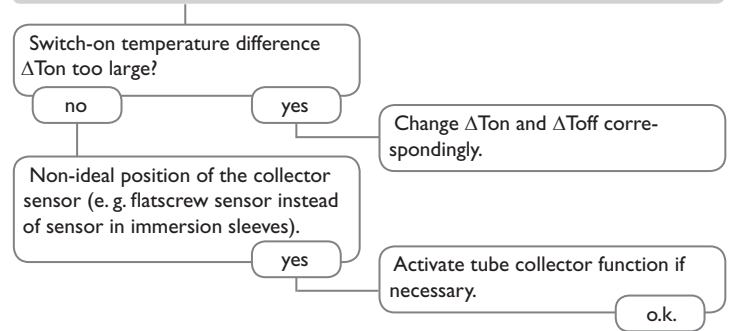 Switch-on temperature difference
ΔTon too large?
no
yes
Change ΔTon and ΔToff corre-
spondingly.
Non-ideal position of the collector
sensor (e. g. flatscrew sensor instead
of sensor in immersion sleeves).
yes
Activate tube collector function if
necessary.
o.k.